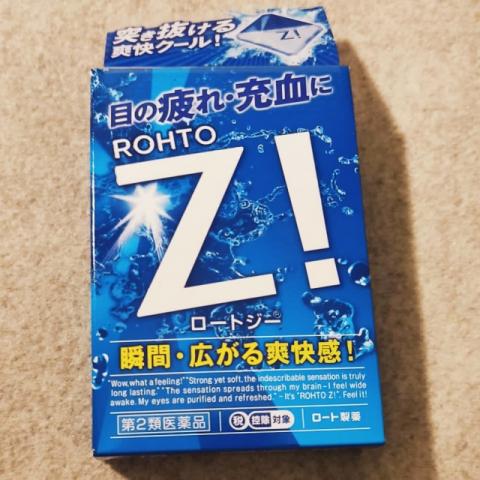 突き抜ける
爽快クール！
Z!
目の疲れ・充血に
ROHTO
Z!
ロートジー®
瞬間・広がる爽快感！
"Wow, what a feeling!" "Strong yet soft, the indescribable sensation is truly
long lasting." "The sensation spreads through my brain - I feel wide
awake. My eyes are purified and refreshed." - It's "ROHTO Z!". Feel it!
第2類医薬品
税 控除 対象
ロート製薬